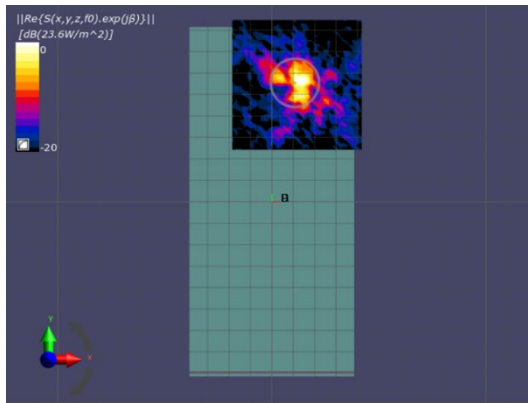 ||Re{S(x,y,z,f0).exp(jβ)}||
[dB(23.6W/m^2)]
0
-20
y
x